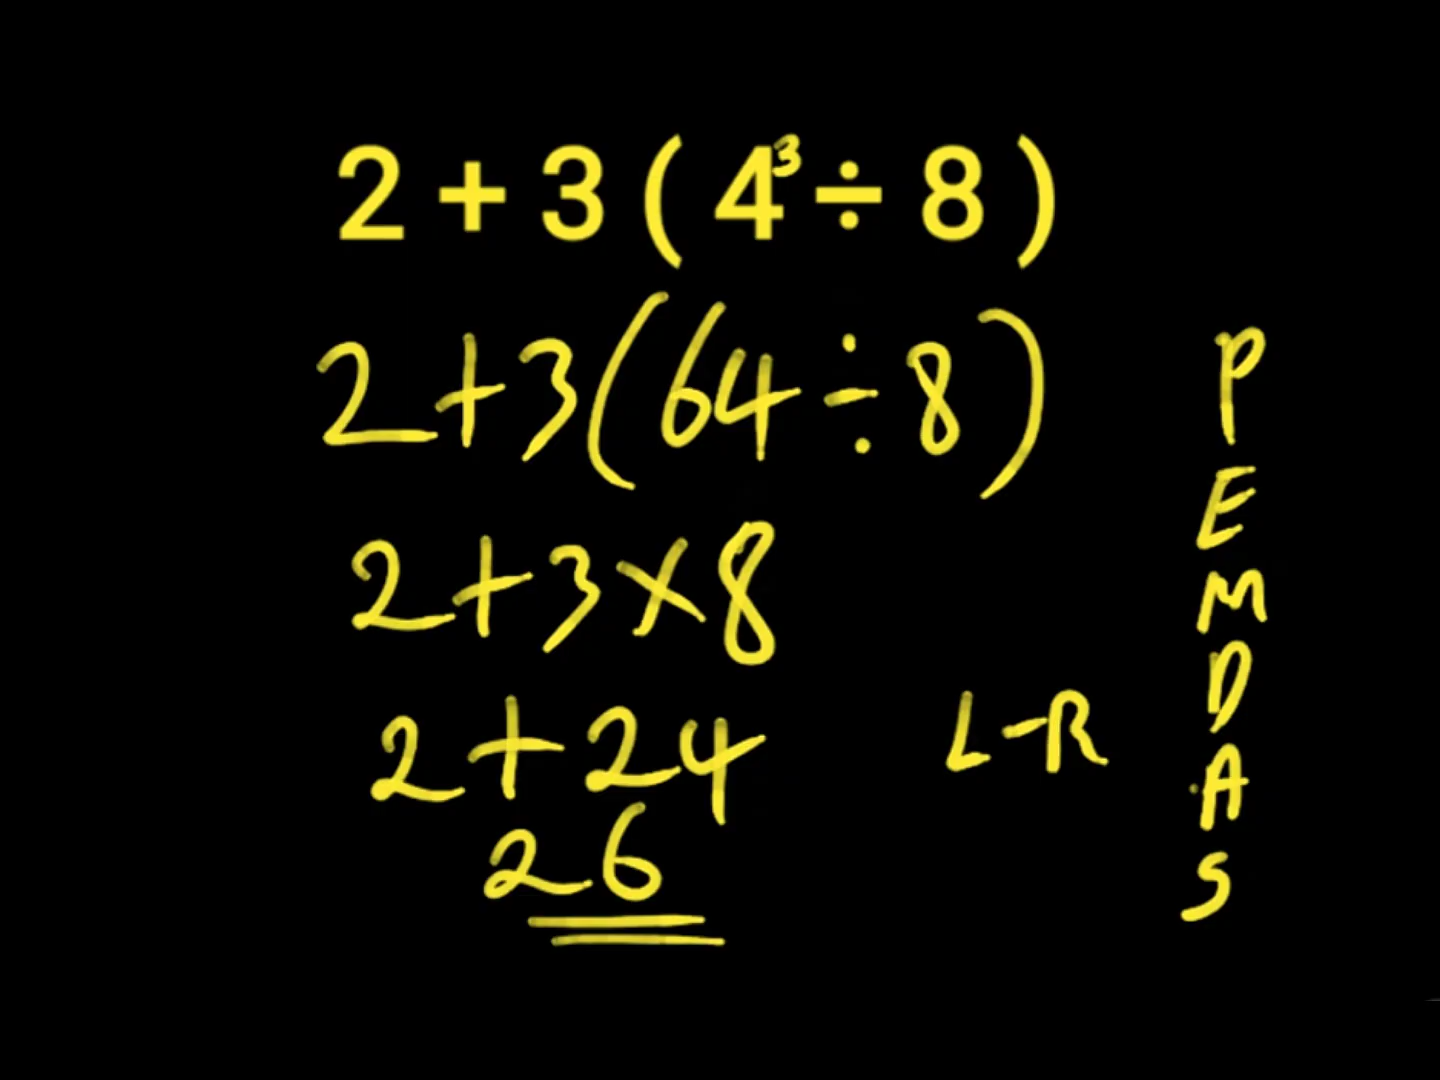 2 + 3 ( 4³ ÷ 8 )
2 + 3 ( 64 ÷ 8 )
2 + 3 × 8
2 + 24
26
L-R
P
E
M
D
A
S